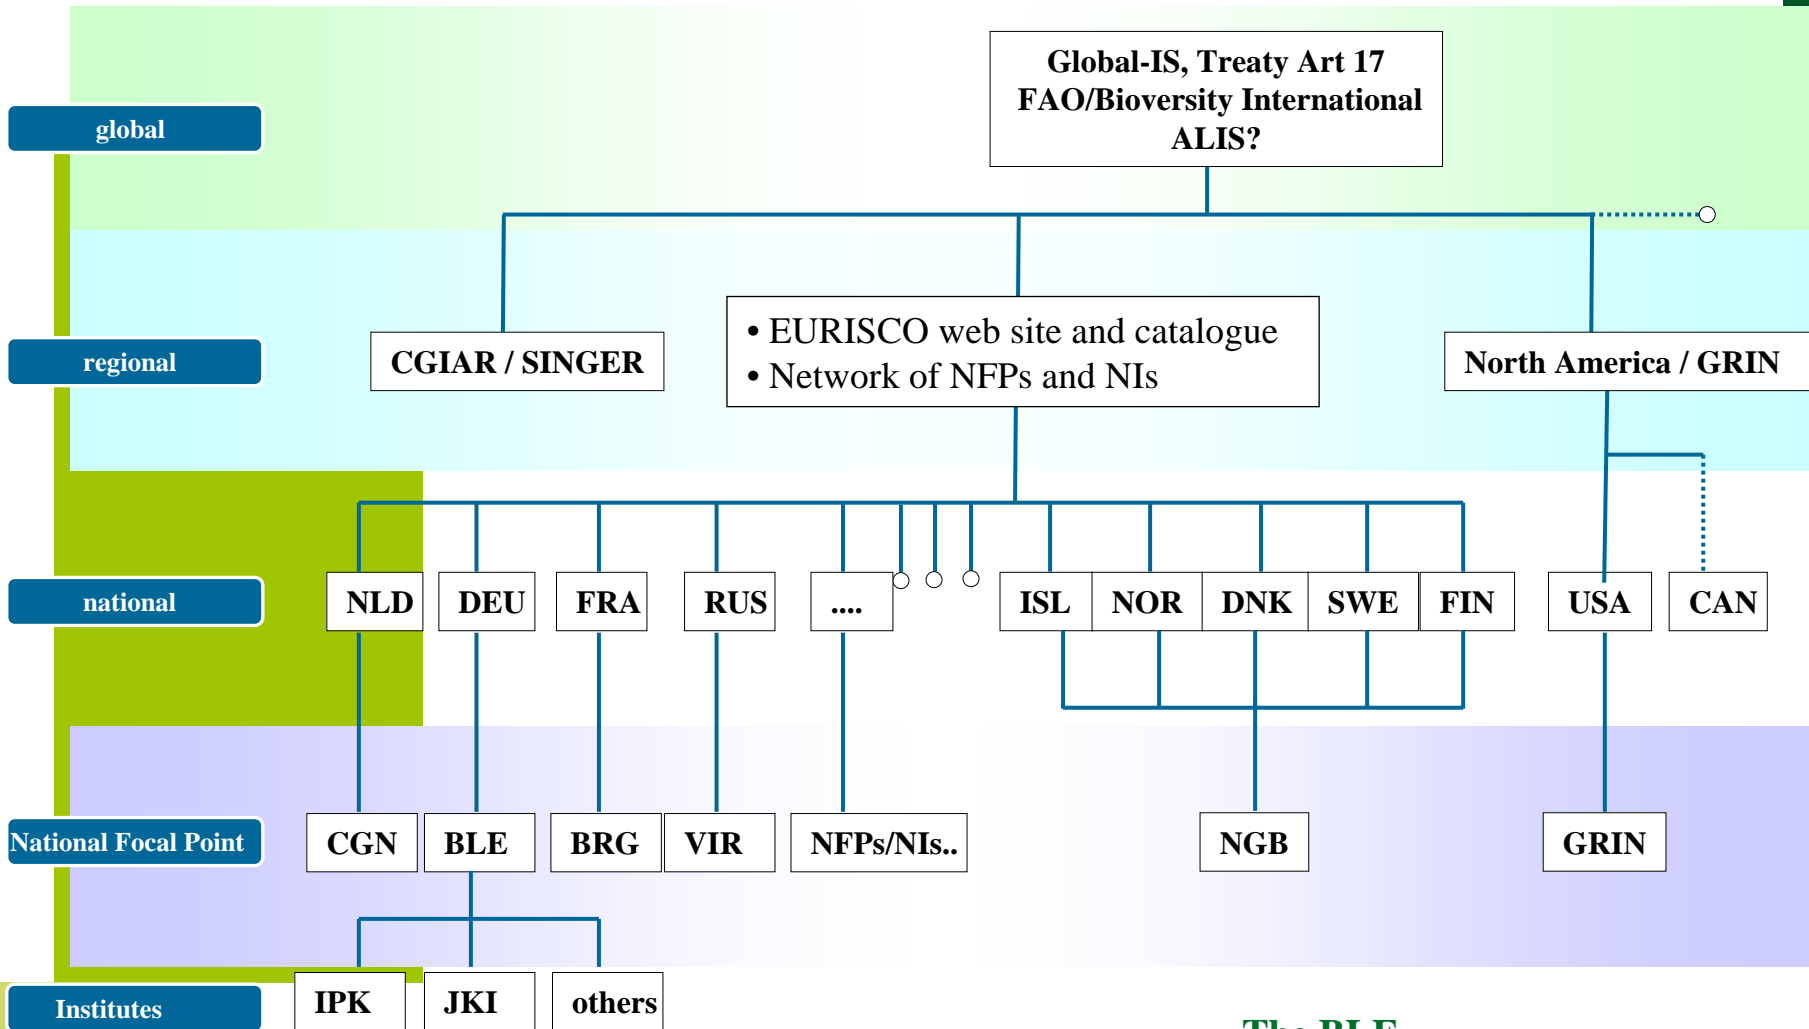 Global-IS, Treaty Art 17
FAO/Bioversity International
ALIS?
global
regional
CGIAR / SINGER
• EURISCO web site and catalogue
• Network of NFPs and NIs
North America / GRIN
national
NLD
DEU
FRA
RUS
....
ISL
NOR
DNK
SWE
FIN
USA
CAN
National Focal Point
CGN
BLE
BRG
VIR
NFPs/NIs..
NGB
GRIN
Institutes
IPK
JKI
others
The BLE